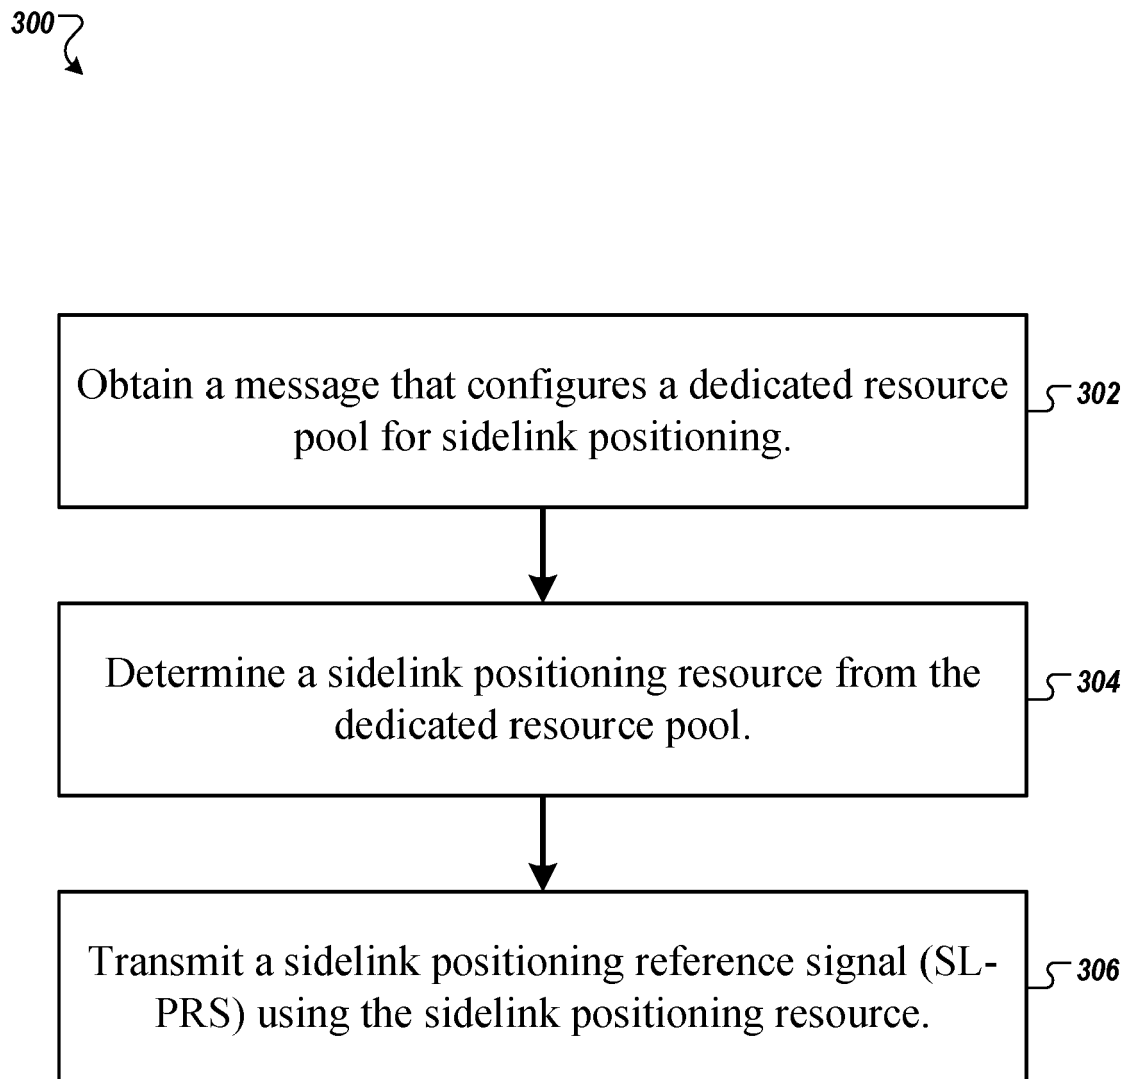 300
Obtain a message that configures a dedicated resource
pool for sidelink positioning.
302
Determine a sidelink positioning resource from the
dedicated resource pool.
304
Transmit a sidelink positioning reference signal (SL-
PRS) using the sidelink positioning resource.
306